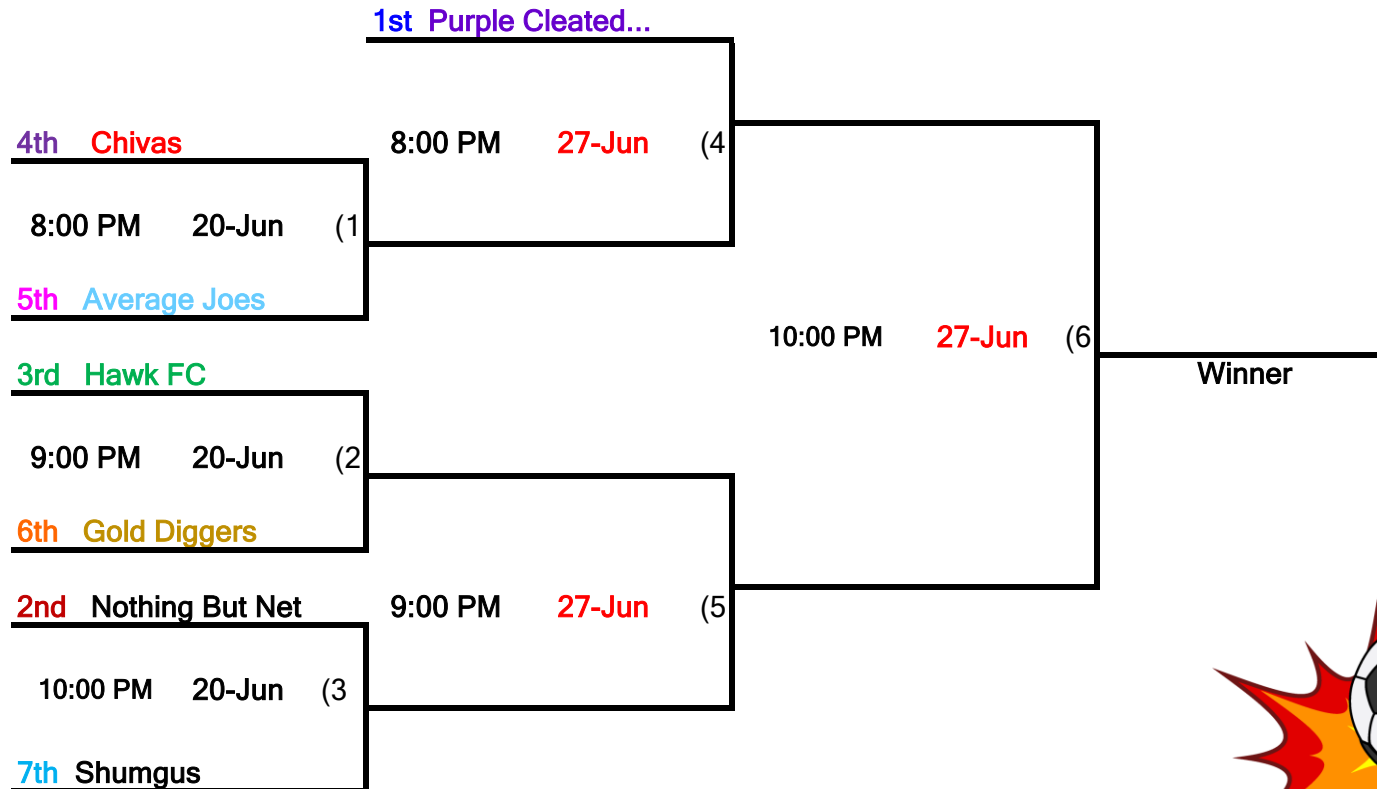 1st Purple Cleated...
4th Chivas
8:00 PM 27-Jun (4
8:00 PM 20-Jun (1
5th Average Joes
10:00 PM 27-Jun (6
3rd Hawk FC
Winner
9:00 PM 20-Jun (2
6th Gold Diggers
2nd Nothing But Net
9:00 PM 27-Jun (5
10:00 PM 20-Jun (3
7th Shumgus